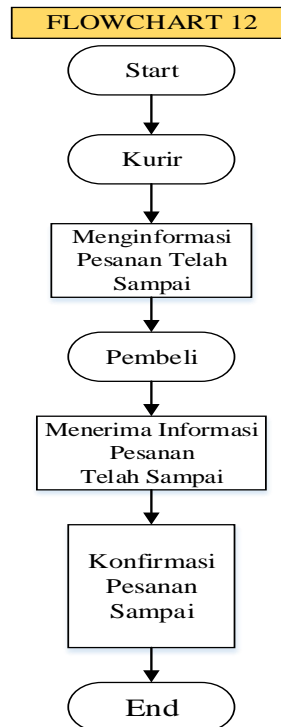 FLOWCHART 12
Start
Kurir
Menginformasi
Pesanan Telah
Sampai
Pembeli
Menerima Informasi
Pesanan
Telah Sampai
Konfirmasi
Pesanan
Sampai
End